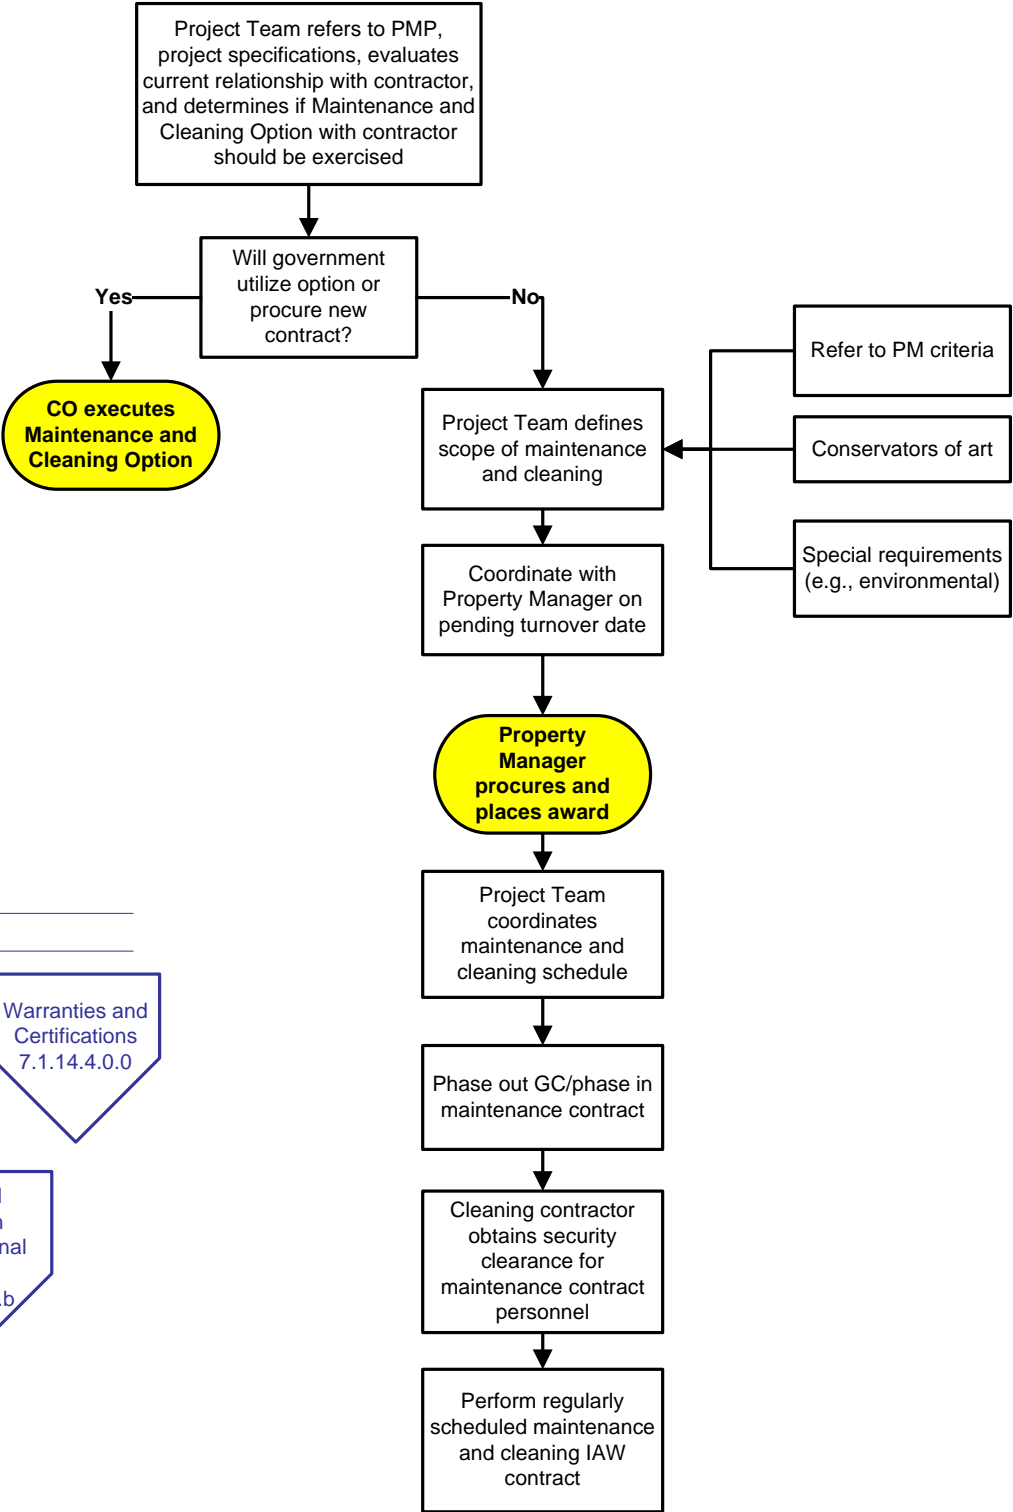 Project Team refers to PMP,
project specifications, evaluates
current relationship with contractor,
and determines if Maintenance and
Cleaning Option with contractor
should be exercised
Will government
utilize option or
procure new
contract?
Yes
No
CO executes
Maintenance and
Cleaning Option
Project Team defines
scope of maintenance
and cleaning
Refer to PM criteria
Conservators of art
Special requirements
(e.g., environmental)
Coordinate with
Property Manager on
pending turnover date
Property
Manager
procures and
places award
Project Team
coordinates
maintenance and
cleaning schedule
Warranties and
Certifications
7.1.14.4.0.0
Phase out GC/phase in
maintenance contract
Cleaning contractor
obtains security
clearance for
maintenance contract
personnel
Perform regularly
scheduled maintenance
and cleaning IAW
contract